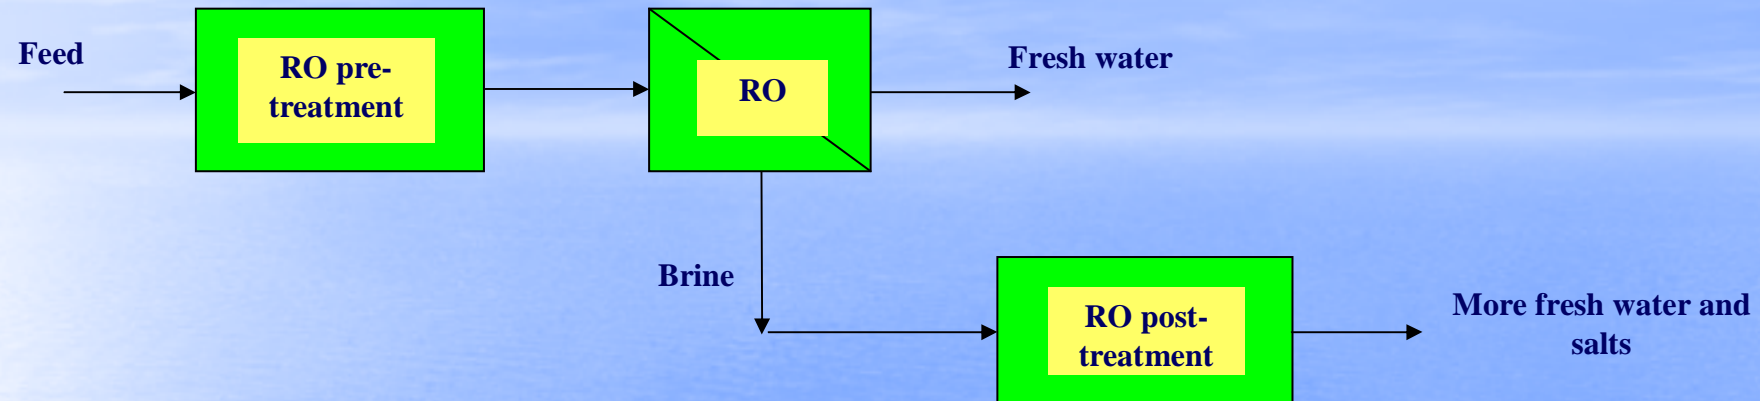 Feed
RO pre-
treatment
RO
Fresh water
Brine
RO post-
treatment
More fresh water and
salts